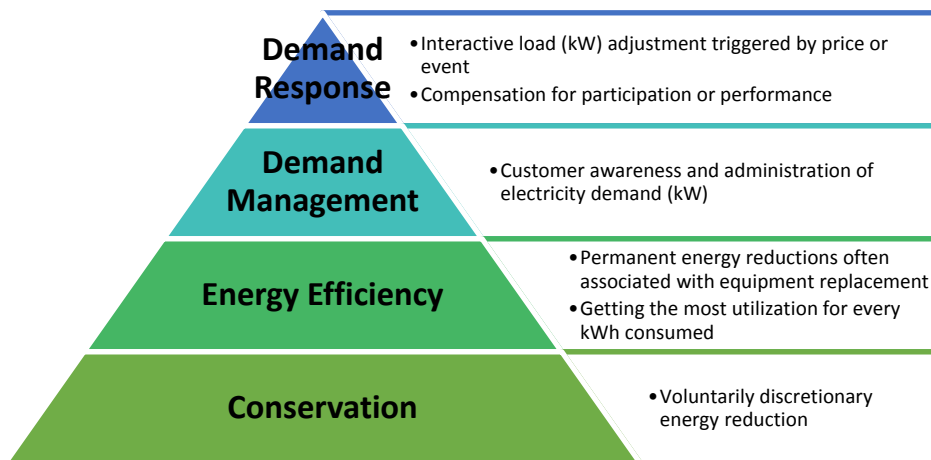 Demand
Response
•Interactive load (kW) adjustment triggered by price or
event
•Compensation for participation or performance
Demand
Management
•Customer awareness and administration of
electricity demand (kW)
Energy Efficiency
•Permanent energy reductions often
associated with equipment replacement
•Getting the most utilization for every
kWh consumed
Conservation
•Voluntarily discretionary
energy reduction